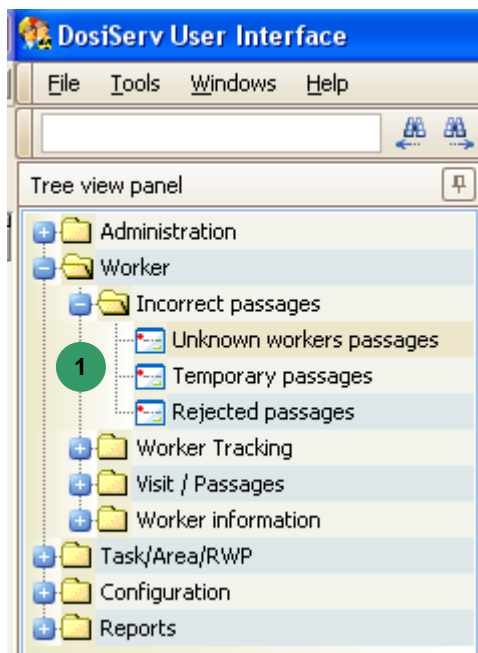 DosiServ User Interface
File Tools Windows Help
Tree view panel
Administration
Worker
Incorrect passages
Unknown workers passages
1
Temporary passages
Rejected passages
Worker Tracking
Visit / Passages
Worker information
Task/Area/RWP
Configuration
Reports